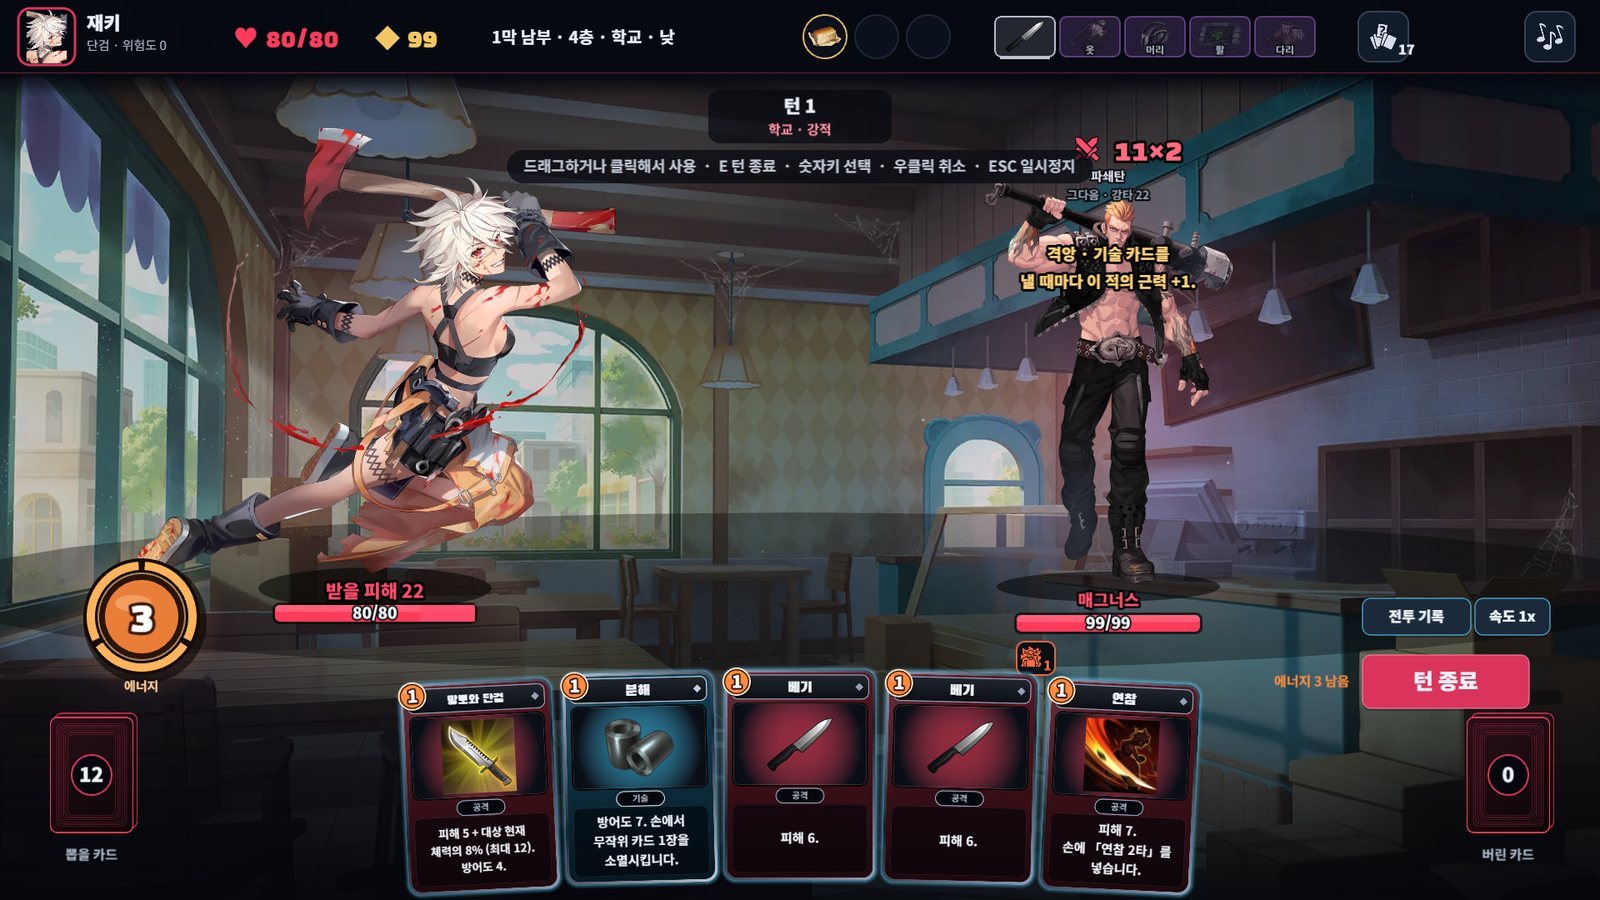 재키
단검 · 위험도 0
80/80
99
1막 남부 · 4층 · 학교 · 낮
옷
머리
팔
다리
17
턴 1
학교 · 강적
드래그하거나 클릭해서 사용 · E 턴 종료 · 숫자키 선택 · 우클릭 취소 · ESC 일시정지
11×2
파쇄탄
그다음 · 강타 22
격앙 · 기술 카드를
낼 때마다 이 적의 근력 +1.
받을 피해 22
80/80
매그너스
99/99
1
3
에너지
전투 기록
속도 1x
에너지 3 남음
턴 종료
12
뽑을 카드
0
버린 카드
1
팔뽀와 단검
공격
피해 5 + 대상 현재
체력의 8% (최대 12).
방어도 4.
1
분해
기술
방어도 7. 손에서
무작위 카드 1장을
소멸시킵니다.
1
베기
공격
피해 6.
1
베기
공격
피해 6.
1
연참
공격
피해 7.
손에 「연참 2타」를
넣습니다.